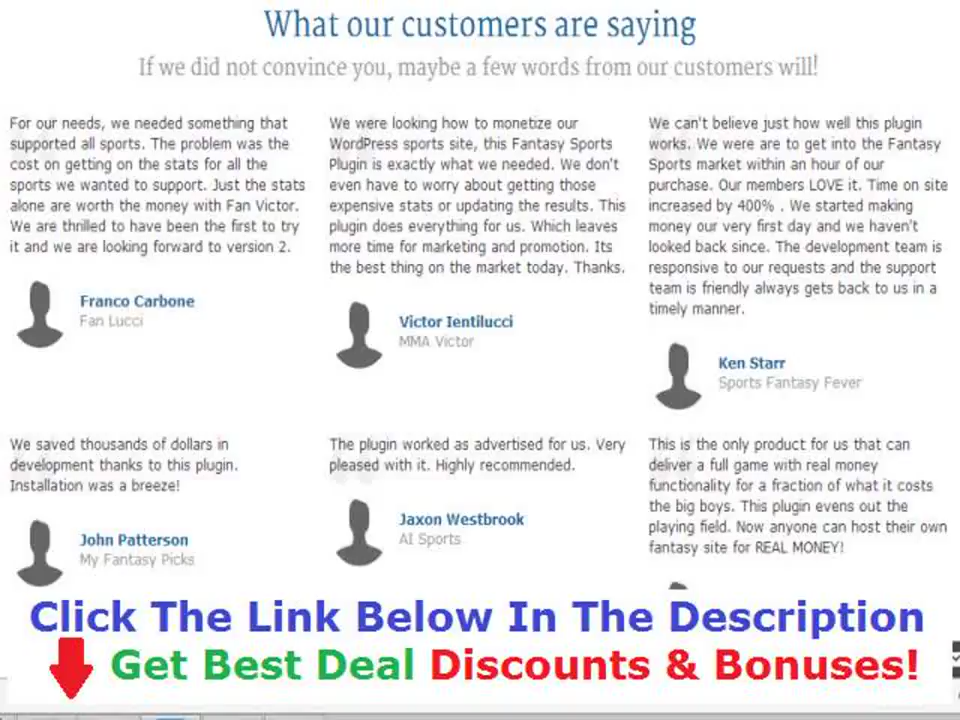 What our customers are saying
If we did not convince you, maybe a few words from our customers will!
For our needs, we needed something that
supported all sports. The problem was the
cost on getting on the stats for all the
sports we wanted to support. Just the stats
alone are worth the money with Fan Victor.
We are thrilled to have been the first to try
it and we are looking forward to version 2.
Franco Carbone
Fan Lucci
We were looking how to monetize our
WordPress sports site, this Fantasy Sports
Plugin is exactly what we needed. We don't
even have to worry about getting those
expensive stats or updating the results. This
plugin does everything for us. Which leaves
more time for marketing and promotion. Its
the best thing on the market today. Thanks.
Victor Ientilucci
MMA Victor
We can't believe just how well this plugin
works. We were are to get into the Fantasy
Sports market within an hour of our
purchase. Our members LOVE it. Time on site
increased by 400% . We started making
money our very first day and we haven't
looked back since. The development team is
responsive to our requests and the support
team is friendly always gets back to us in a
timely manner.
Ken Starr
Sports Fantasy Fever
We saved thousands of dollars in
development thanks to this plugin.
Installation was a breeze!
John Patterson
My Fantasy Picks
The plugin worked as advertised for us. Very
pleased with it. Highly recommended.
Jaxon Westbrook
AI Sports
This is the only product for us that can
deliver a full game with real money
functionality for a fraction of what it costs
the big boys. This plugin evens out the
playing field. Now anyone can host their own
fantasy site for REAL MONEY!
Click The Link Below In The Description
Get Best Deal Discounts & Bonuses!